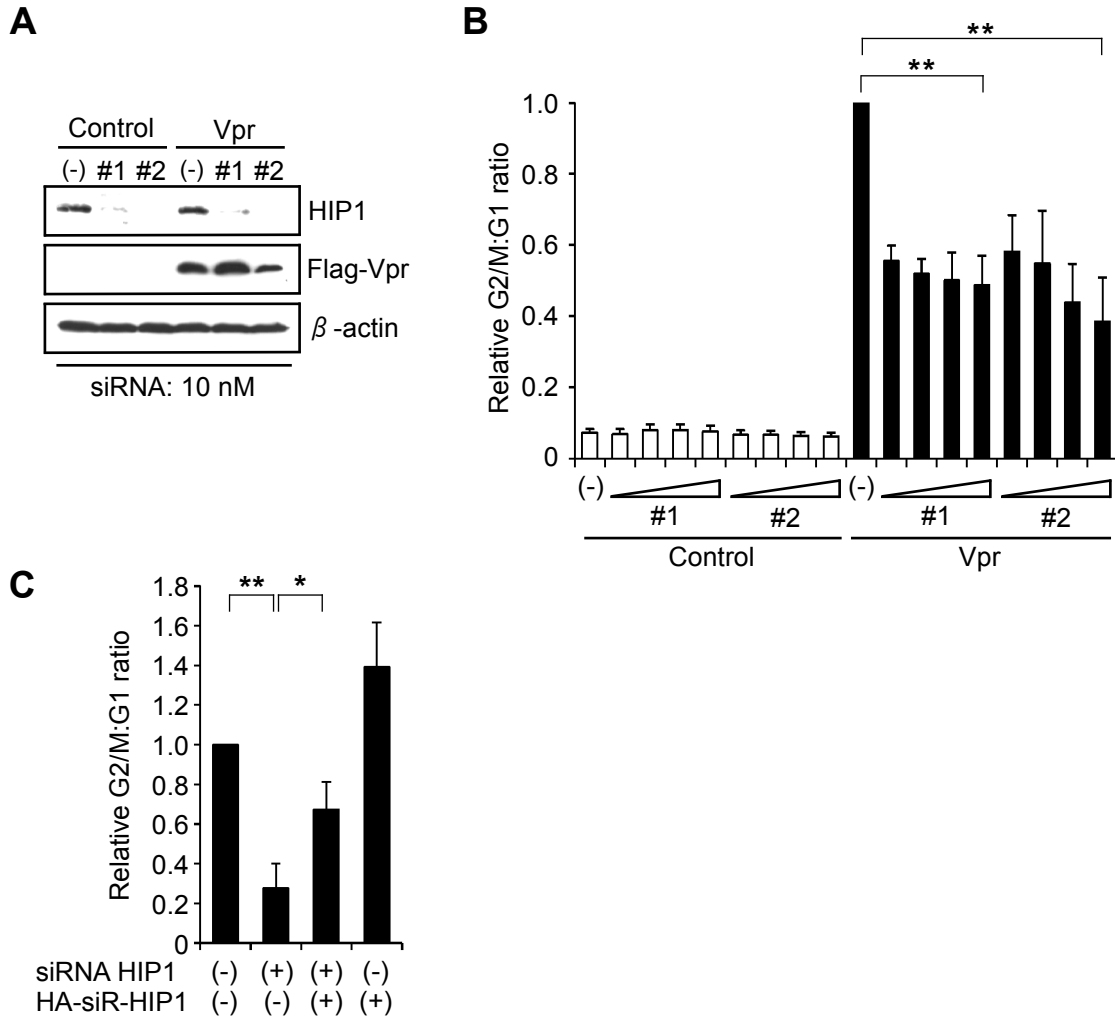 A
Control Vpr
(-) #1 #2 (-) #1 #2
HIP1
Flag-Vpr
β-actin
siRNA: 10 nM
B
**
**
Relative G2/M:G1 ratio
1.0
0.8
0.6
0.4
0.2
0
(-) (-)
#1 #2 #1 #2
Control Vpr
C
** *
Relative G2/M:G1 ratio
1.8
1.6
1.4
1.2
1.0
0.8
0.6
0.4
0.2
0
siRNA HIP1 (-) (+) (+) (-)
HA-siR-HIP1 (-) (-) (+) (+)